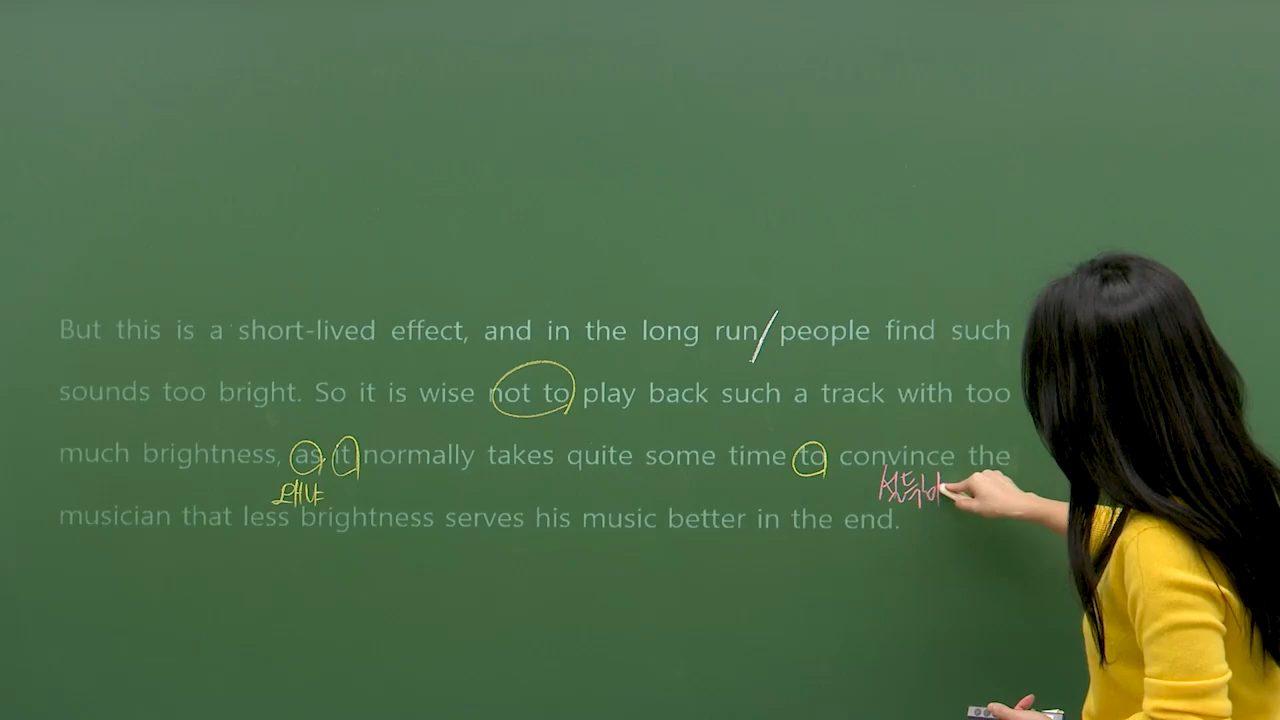 But this is a short-lived effect, and in the long run/people find such
sounds too bright. So it is wise not to play back such a track with too
much brightness, as it normally takes quite some time to convince the
왜냐
설득하
musician that less brightness serves his music better in the end.